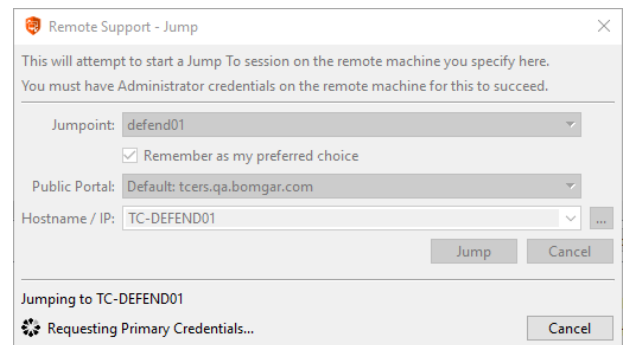 Remote Support - Jump
This will attempt to start a Jump To session on the remote machine you specify here.
You must have Administrator credentials on the remote machine for this to succeed.
Jumpoint: defend01
Remember as my preferred choice
Public Portal: Default: tcers.qa.bomgar.com
Hostname / IP: TC-DEFEND01 ...
Jump Cancel
Jumping to TC-DEFEND01
Requesting Primary Credentials... Cancel